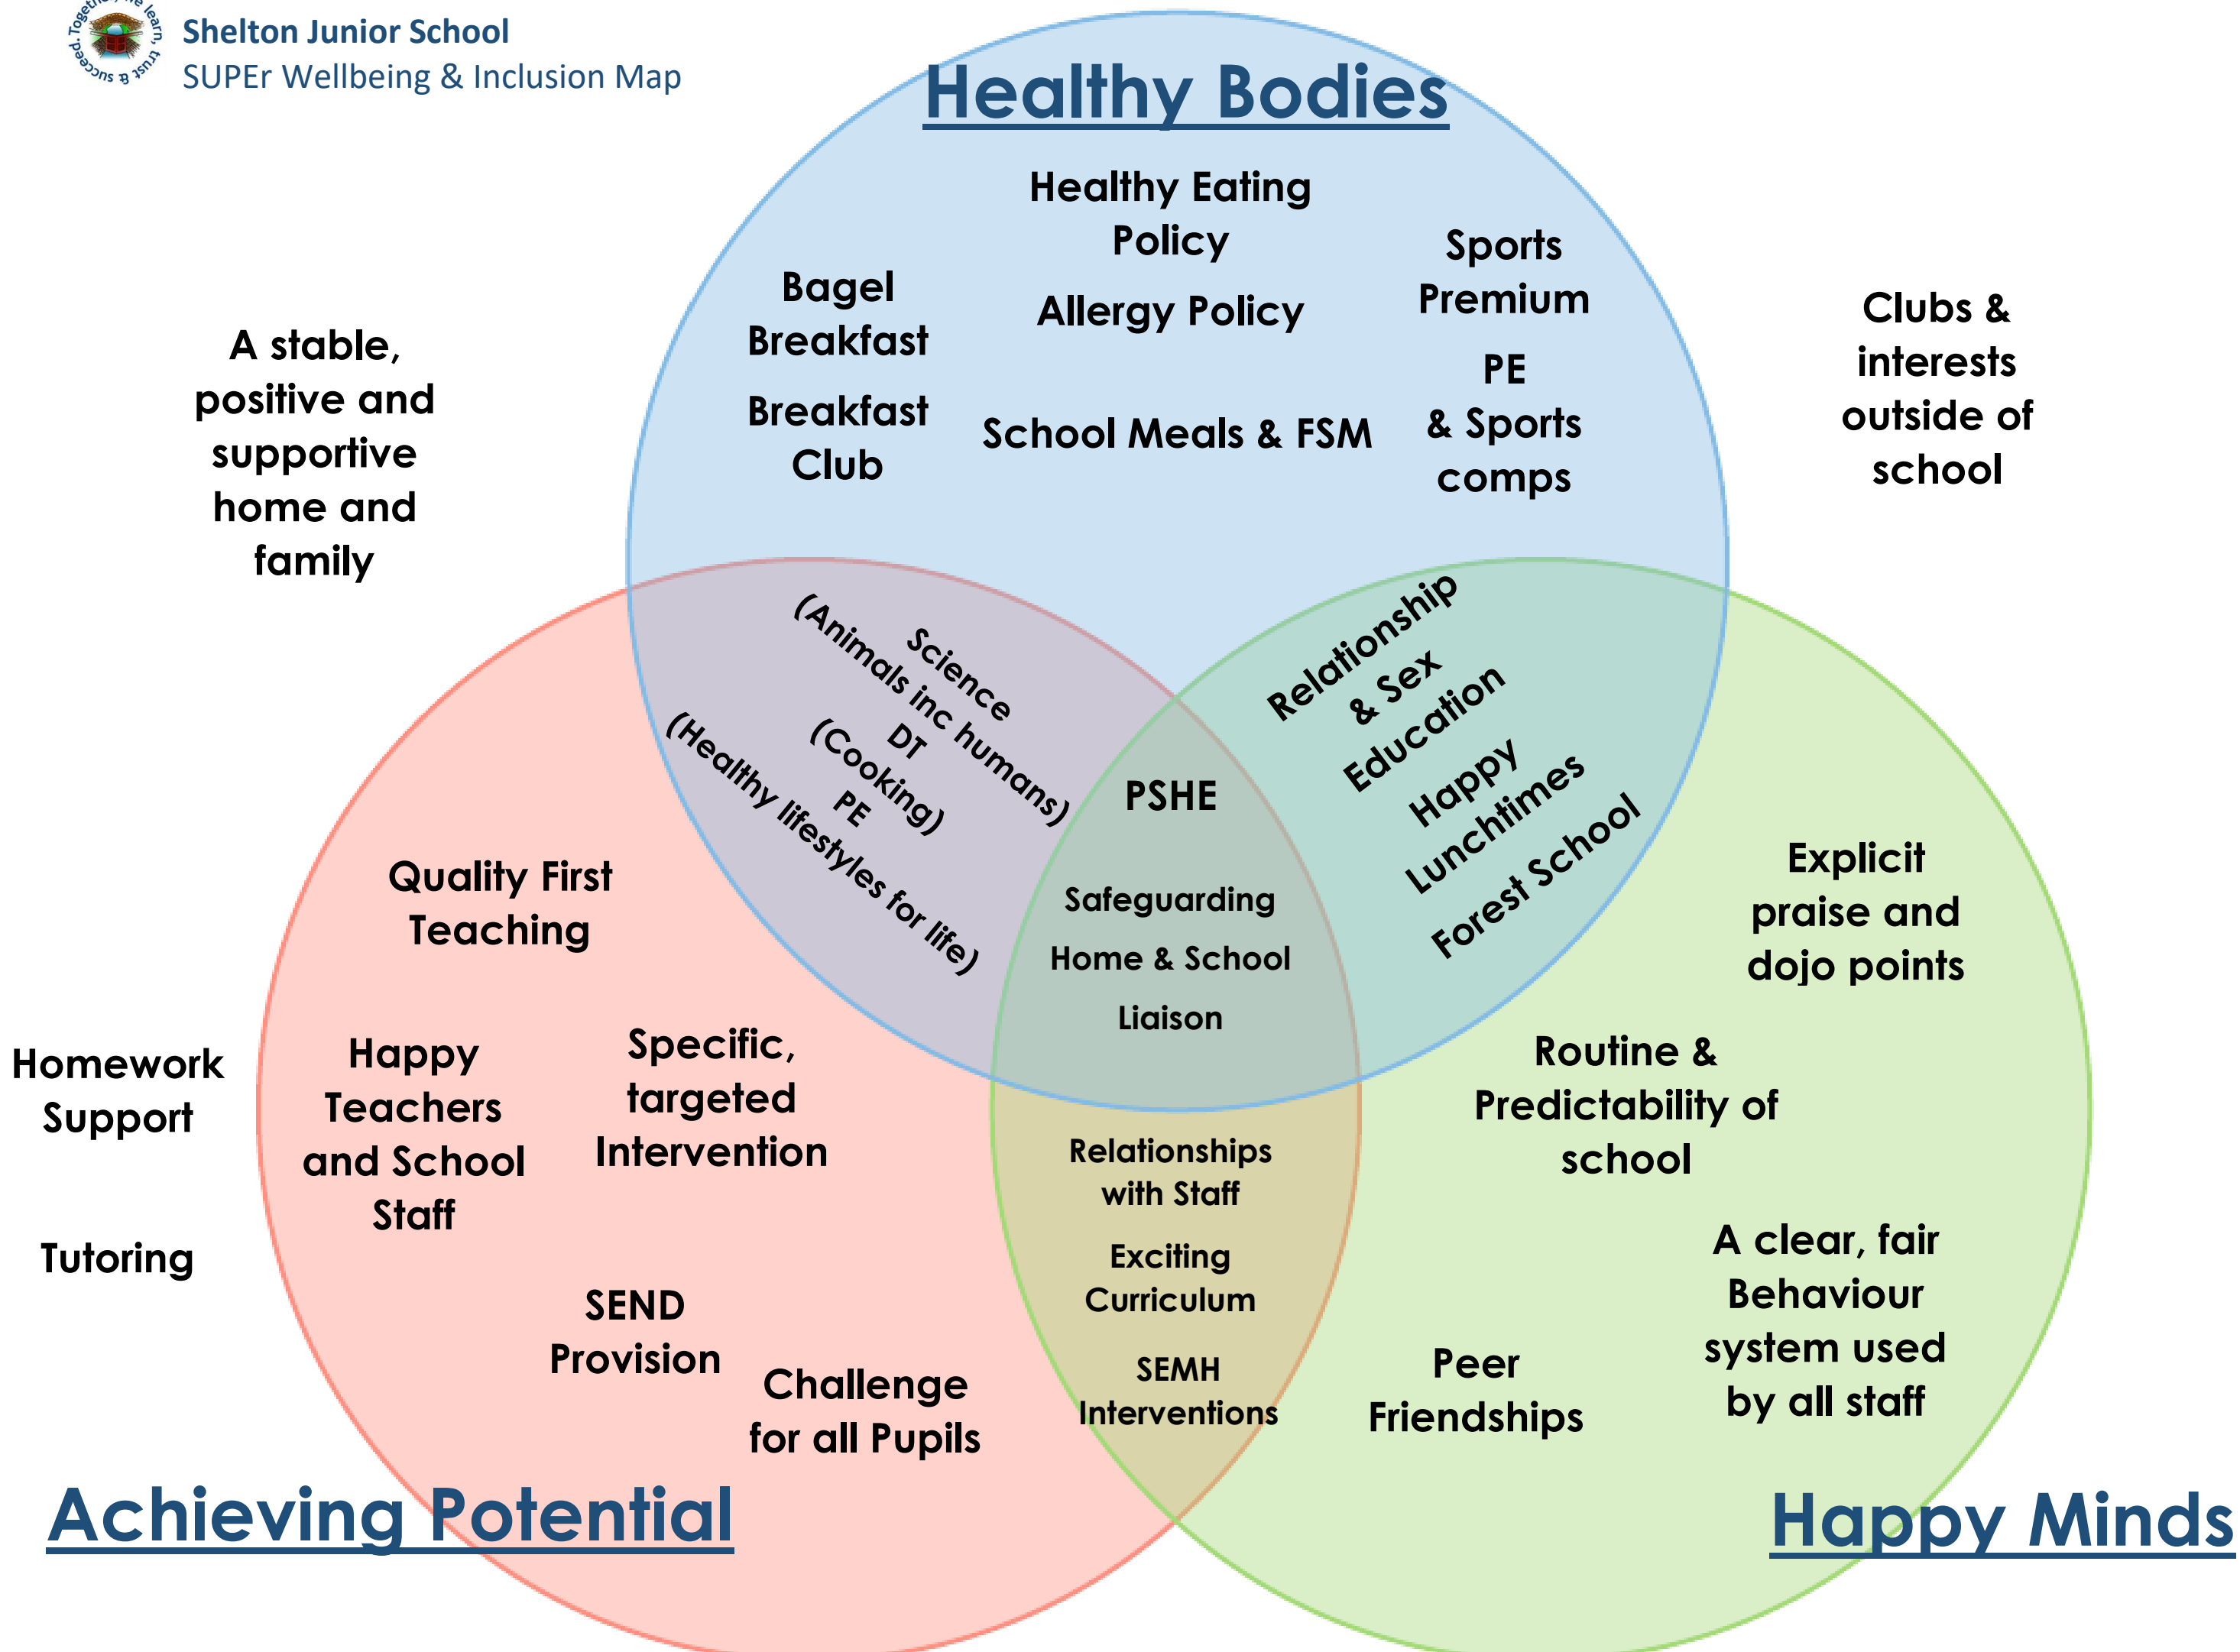 Together, we learn, trust & succeed.
Shelton Junior School
SUPEr Wellbeing & Inclusion Map
Healthy Bodies
Healthy Eating
Policy
Allergy Policy
School Meals & FSM
Bagel
Breakfast
Breakfast
Club
Sports
Premium
PE
& Sports
comps
A stable,
positive and
supportive
home and
family
Clubs &
interests
outside of
school
Science
(Animals inc humans)
DT
(Cooking)
PE
(Healthy lifestyles for life)
Relationship
& Sex
Education
Happy
Lunchtimes
Forest School
PSHE
Safeguarding
Home & School
Liaison
Quality First
Teaching
Happy
Teachers
and School
Staff
Specific,
targeted
Intervention
SEND
Provision
Challenge
for all Pupils
Homework
Support
Tutoring
Relationships
with Staff
Exciting
Curriculum
SEMH
Interventions
Explicit
praise and
dojo points
Routine &
Predictability of
school
A clear, fair
Behaviour
system used
by all staff
Peer
Friendships
Achieving Potential
Happy Minds